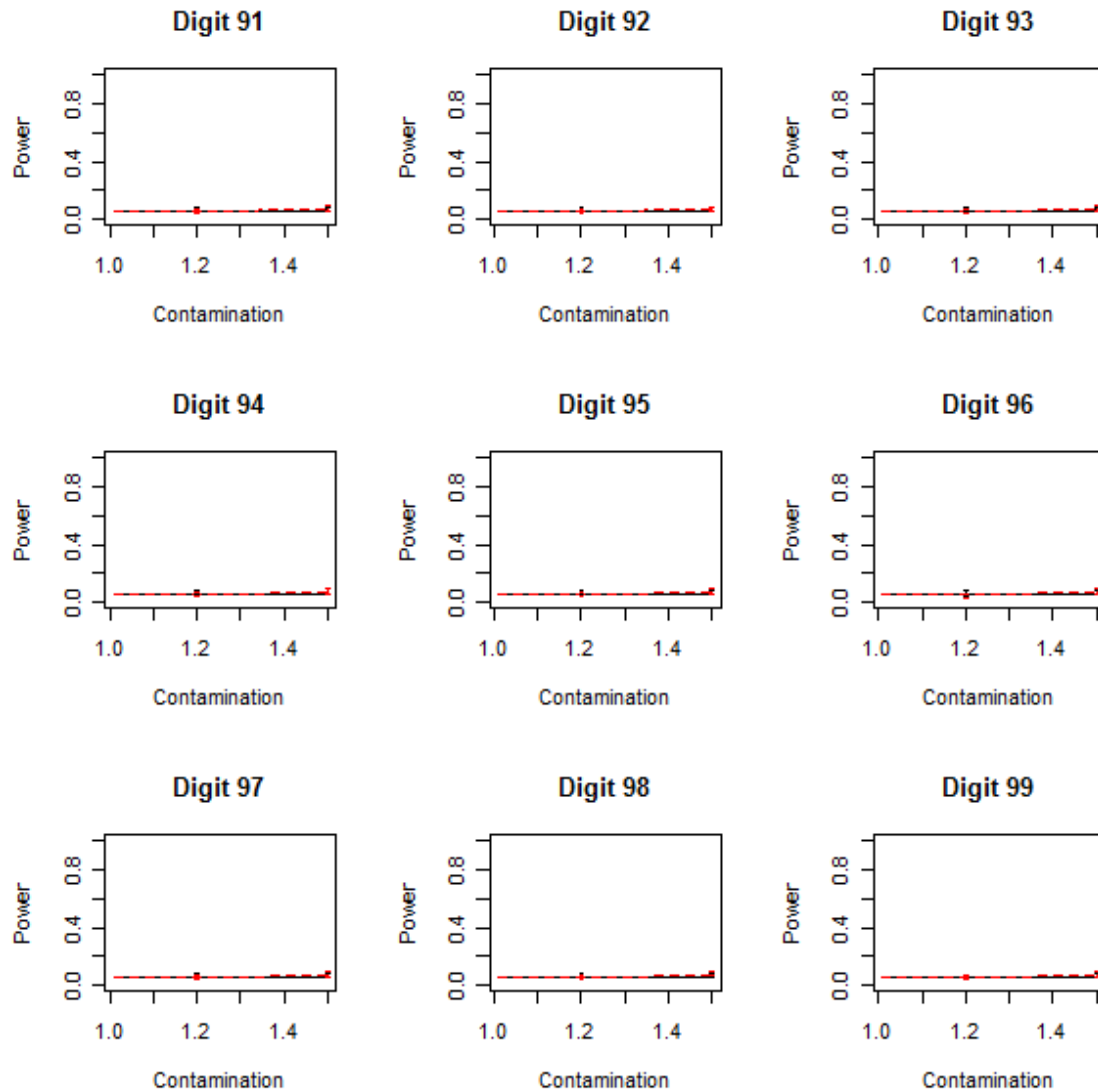 Digit 91 Digit 92 Digit 93
Power 0.0 0.4 0.8 Power 0.0 0.4 0.8 Power 0.0 0.4 0.8
1.0 1.2 1.4 1.0 1.2 1.4 1.0 1.2 1.4
Contamination Contamination Contamination
Digit 94 Digit 95 Digit 96
Power 0.0 0.4 0.8 Power 0.0 0.4 0.8 Power 0.0 0.4 0.8
1.0 1.2 1.4 1.0 1.2 1.4 1.0 1.2 1.4
Contamination Contamination Contamination
Digit 97 Digit 98 Digit 99
Power 0.0 0.4 0.8 Power 0.0 0.4 0.8 Power 0.0 0.4 0.8
1.0 1.2 1.4 1.0 1.2 1.4 1.0 1.2 1.4
Contamination Contamination Contamination